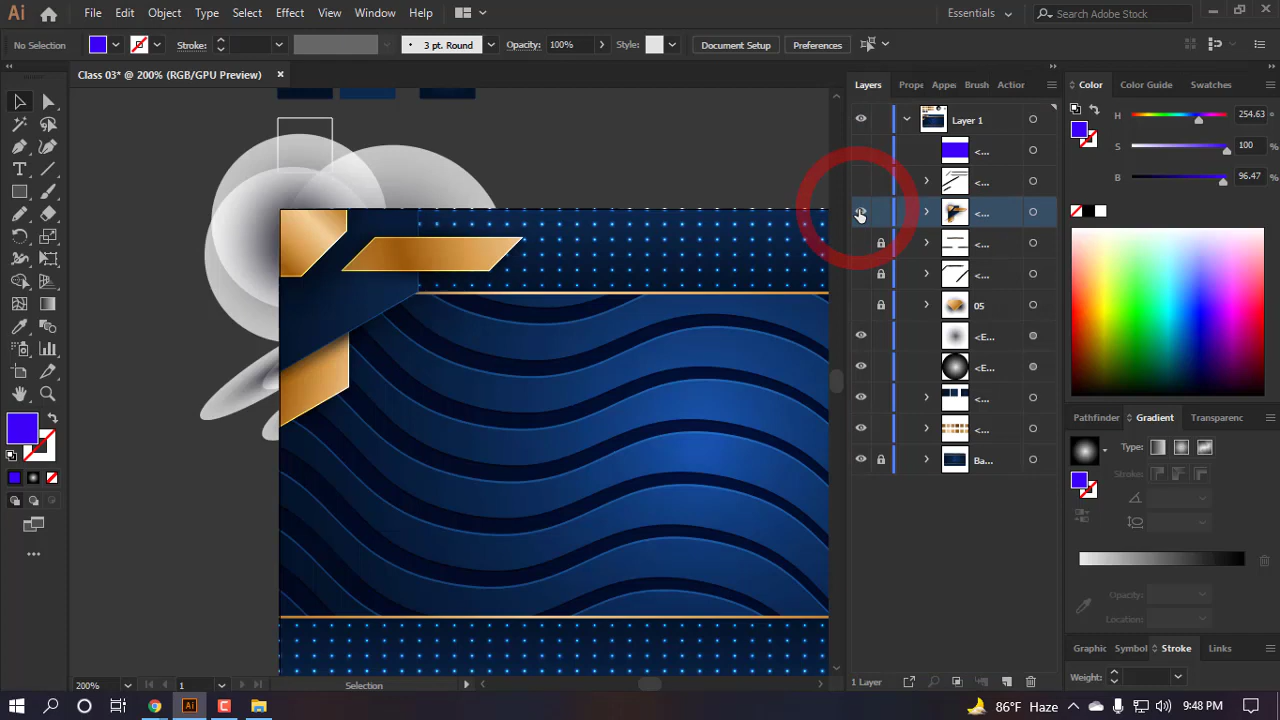 Ai File Edit Object Type Select Effect View Window Help Essentials Search Adobe Stock
No Selection Stroke: 3 pt. Round Opacity: 100% Style: Document Setup Preferences
Class 03* @ 200% (RGB/GPU Preview) ×
Layers Prope Appe Brush Action
Color Color Guide Swatches
Layer 1
H 254.63 °
<...
S 100 %
<...
B 96.47 %
<...
<...
<...
05
<E...
<E...
<...
<...
Ba...
Pathfinder Gradient Transparenc
Type:
Stroke:
Opacity:
Location:
Graphic Symbol Stroke Links
Weight:
200% 1 Selection
1 Layer
86°F Haze 9:48 PM